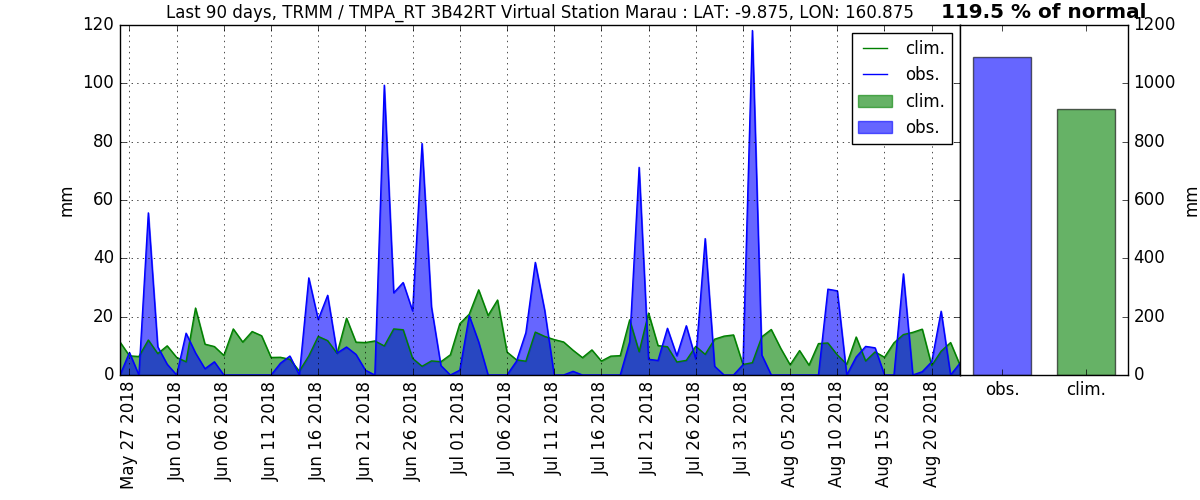 Last 90 days, TRMM / TMPA_RT 3B42RT Virtual Station Marau : LAT: -9.875, LON: 160.875
119.5 % of normal
120
100
80
60
40
20
0
mm
clim.
obs.
clim.
obs.
May 27 2018
Jun 01 2018
Jun 06 2018
Jun 11 2018
Jun 16 2018
Jun 21 2018
Jun 26 2018
Jul 01 2018
Jul 06 2018
Jul 11 2018
Jul 16 2018
Jul 21 2018
Jul 26 2018
Jul 31 2018
Aug 05 2018
Aug 10 2018
Aug 15 2018
Aug 20 2018
1200
1000
800
600
400
200
0
mm
obs.
clim.